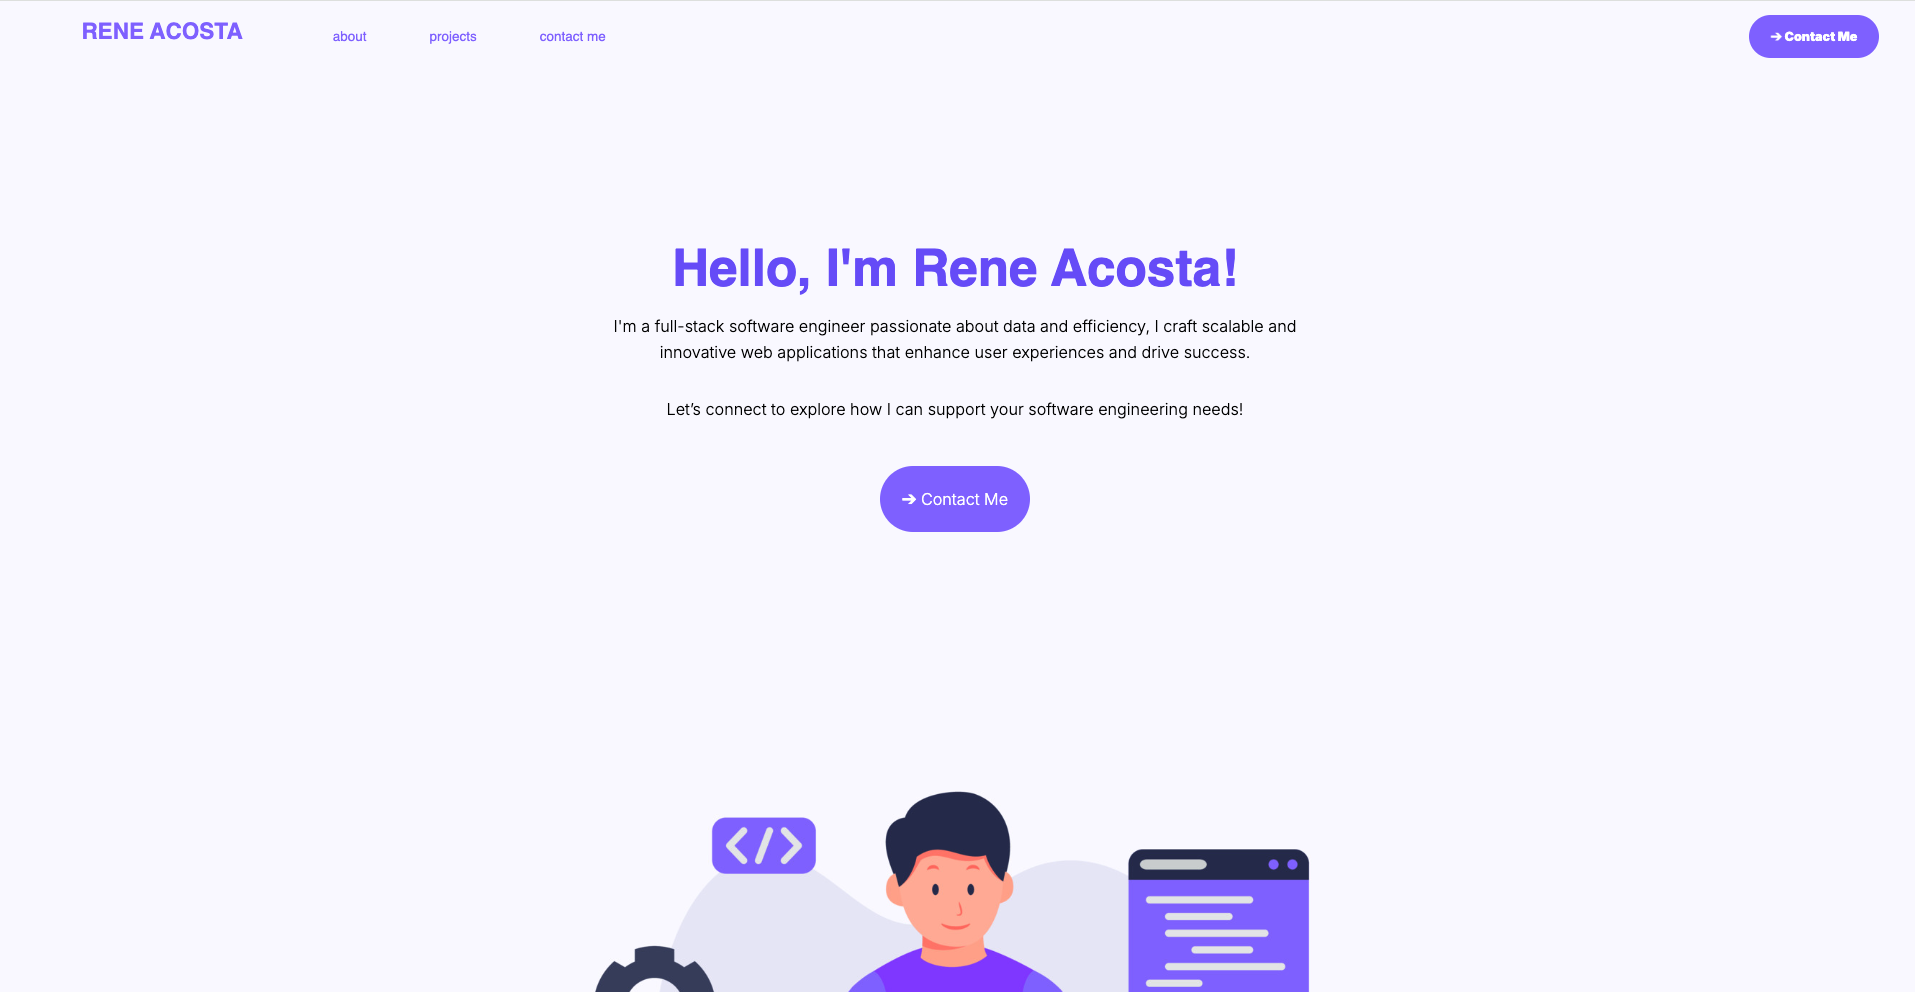 RENE ACOSTA
about
projects
contact me
➔ Contact Me
Hello, I'm Rene Acosta!
I'm a full-stack software engineer passionate about data and efficiency, I craft scalable and
innovative web applications that enhance user experiences and drive success.
Let’s connect to explore how I can support your software engineering needs!
➔ Contact Me
</>